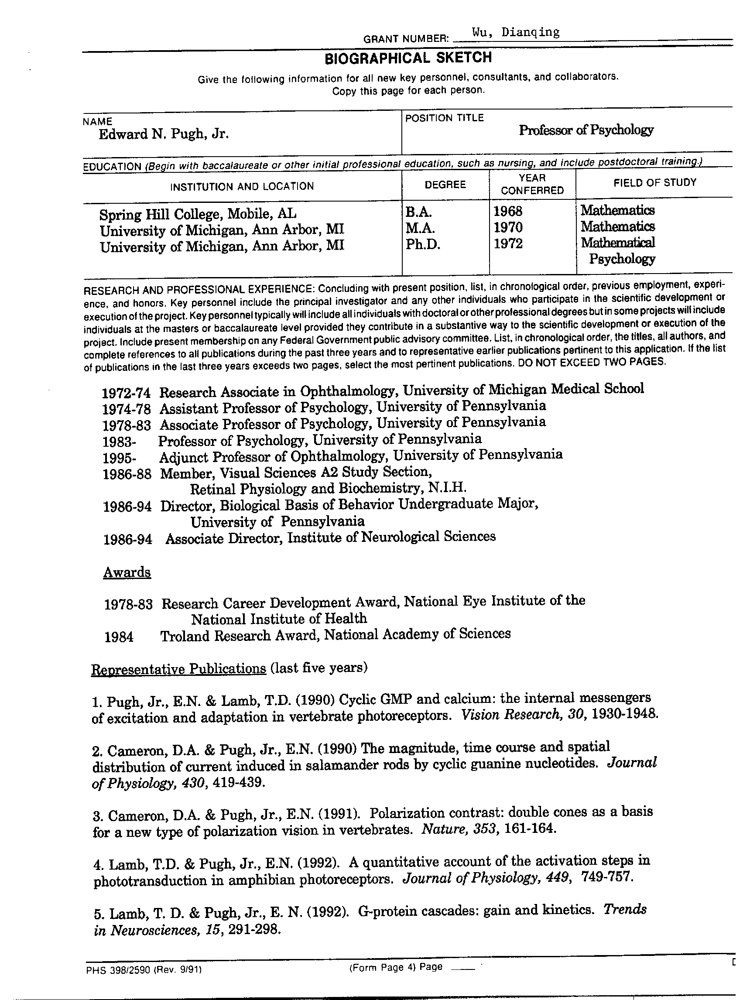 GRANT NUMBER: Wu, Dianqing
BIOGRAPHICAL SKETCH
Give the following information for all new key personnel, consultants, and collaborators.
Copy this page for each person.
NAME
Edward N. Pugh, Jr.
POSITION TITLE
Professor of Psychology
EDUCATION (Begin with baccalaureate or other initial professional education, such as nursing, and include postdoctoral training.)
INSTITUTION AND LOCATION DEGREE YEAR CONFERRED FIELD OF STUDY
Spring Hill College, Mobile, AL B.A. 1968 Mathematics
University of Michigan, Ann Arbor, MI M.A. 1970 Mathematics
University of Michigan, Ann Arbor, MI Ph.D. 1972 Mathematical
Psychology
RESEARCH AND PROFESSIONAL EXPERIENCE: Concluding with present position, list, in chronological order, previous employment, experi-
ence, and honors. Key personnel include the principal investigator and any other individuals who participate in the scientific development or
execution of the project. Key personnel typically will include all individuals with doctoral or other professional degrees but in some projects will include
individuals at the masters or baccalaureate level provided they contribute in a substantive way to the scientific development or execution of the
project. Include present membership on any Federal Government public advisory committee. List, in chronological order, the titles, all authors, and
complete references to all publications during the past three years and to representative earlier publications pertinent to this application. If the list
of publications in the last three years exceeds two pages, select the most pertinent publications. DO NOT EXCEED TWO PAGES.
1972-74 Research Associate in Ophthalmology, University of Michigan Medical School
1974-78 Assistant Professor of Psychology, University of Pennsylvania
1978-83 Associate Professor of Psychology, University of Pennsylvania
1983- Professor of Psychology, University of Pennsylvania
1995- Adjunct Professor of Ophthalmology, University of Pennsylvania
1986-88 Member, Visual Sciences A2 Study Section,
Retinal Physiology and Biochemistry, N.I.H.
1986-94 Director, Biological Basis of Behavior Undergraduate Major,
University of Pennsylvania
1986-94 Associate Director, Institute of Neurological Sciences
Awards
1978-83 Research Career Development Award, National Eye Institute of the
National Institute of Health
1984 Troland Research Award, National Academy of Sciences
Representative Publications (last five years)
1. Pugh, Jr., E.N. & Lamb, T.D. (1990) Cyclic GMP and calcium: the internal messengers
of excitation and adaptation in vertebrate photoreceptors. Vision Research, 30, 1930-1948.
2. Cameron, D.A. & Pugh, Jr., E.N. (1990) The magnitude, time course and spatial
distribution of current induced in salamander rods by cyclic guanine nucleotides. Journal
of Physiology, 430, 419-439.
3. Cameron, D.A. & Pugh, Jr., E.N. (1991). Polarization contrast: double cones as a basis
for a new type of polarization vision in vertebrates. Nature, 353, 161-164.
4. Lamb, T.D. & Pugh, Jr., E.N. (1992). A quantitative account of the activation steps in
phototransduction in amphibian photoreceptors. Journal of Physiology, 449, 749-757.
5. Lamb, T. D. & Pugh, Jr., E. N. (1992). G-protein cascades: gain and kinetics. Trends
in Neurosciences, 15, 291-298.
PHS 398/2590 (Rev. 9/91) (Form Page 4) Page ____